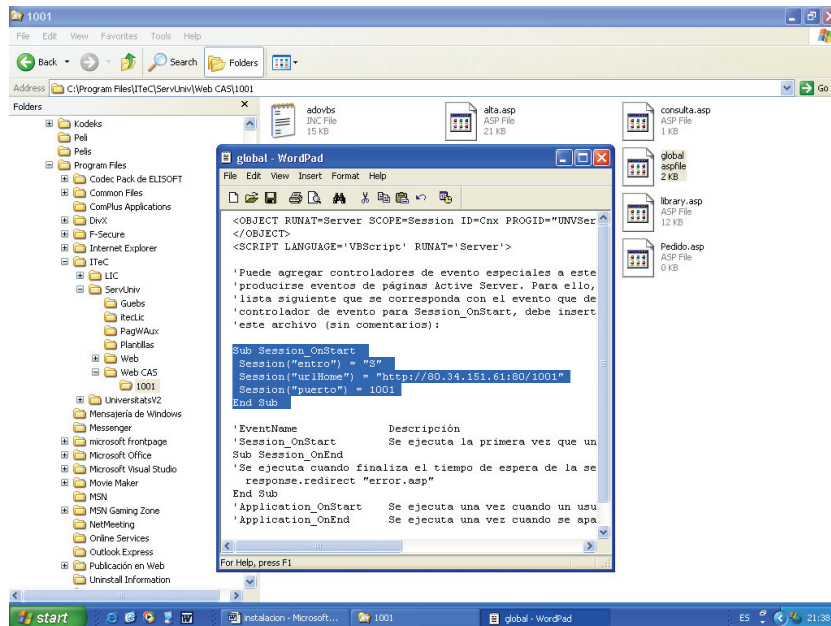 1001
File Edit View Favorites Tools Help
Back Search Folders
Address C:\Program Files\ITeC\ServUniv\Web CAS\1001 Go
Folders
Kodeks
Peli
Pelis
Program Files
Codec Pack de ELISOFT
Common Files
ComPlus Applications
DivX
F-Secure
Internet Explorer
ITeC
LIC
ServUniv
Guebs
itecLic
PagWAux
Plantillas
Web
Web CAS
1001
UniversitatsV2
Mensajería de Windows
Messenger
microsoft frontpage
Microsoft Office
Microsoft Visual Studio
Movie Maker
MSN
MSN Gaming Zone
NetMeeting
Online Services
Outlook Express
Publicación en Web
Uninstall Information
adovbs
INC File
15 KB
alta.asp
ASP File
21 KB
consulta.asp
ASP File
1 KB
global
aspfile
2 KB
library.asp
ASP File
12 KB
Pedido.asp
ASP File
0 KB
global - WordPad
File Edit View Insert Format Help
<OBJECT RUNAT=Server SCOPE=Session ID=Cnx PROGID="UNVSer
</OBJECT>
<SCRIPT LANGUAGE='VBScript' RUNAT='Server'>
'Puede agregar controladores de evento especiales a este
'producirse eventos de páginas Active Server. Para ello,
'lista siguiente que se corresponda con el evento que de
'controlador de evento para Session_OnStart, debe insert
'este archivo (sin comentarios):
Sub Session_OnStart
Session("entro") = "S"
Session("urlHome") = "http://80.34.151.61:80/1001"
Session("puerto") = 1001
End Sub
'EventName Descripción
'Session_OnStart Se ejecuta la primera vez que un
Sub Session_OnEnd
'Se ejecuta cuando finaliza el tiempo de espera de la se
response.redirect "error.asp"
End Sub
'Application_OnStart Se ejecuta una vez cuando un usu
'Application_OnEnd Se ejecuta una vez cuando se apa
For Help, press F1
start instalacion - Microsoft... 1001 global - WordPad ES 21:38